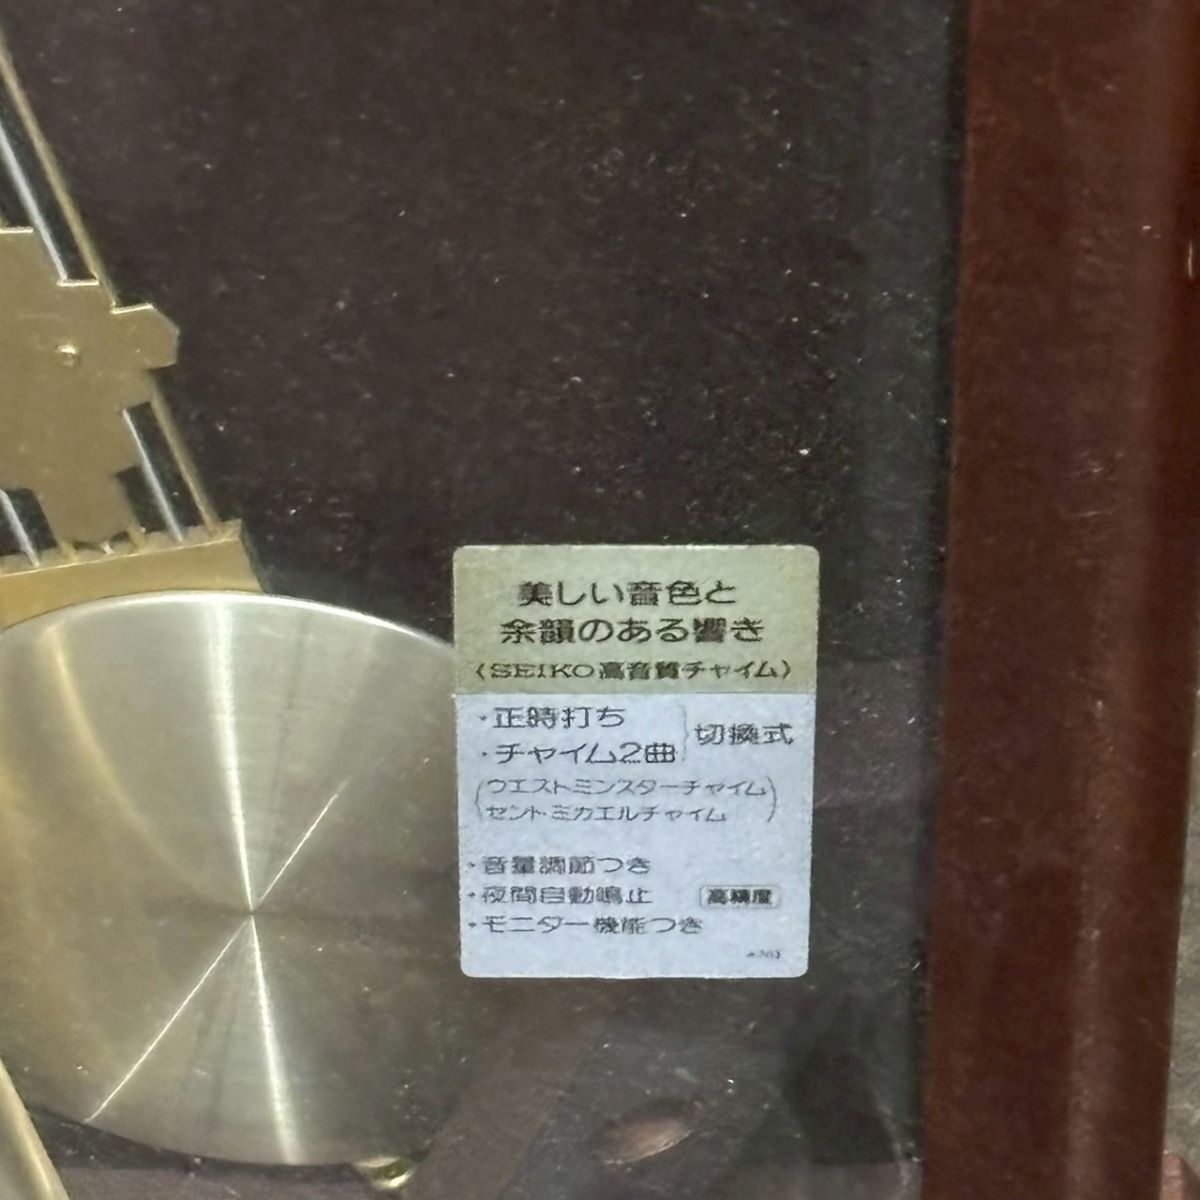 美しい音色と
余韻のある響き
〈SEIKO高音質チャイム〉
・正時打ち
・チャイム2曲
切換式
(ウエストミンスターチャイム
セント・ミカエルチャイム)
・音量調節つき
・夜間自動鳴止
高精度
・モニター機能つき